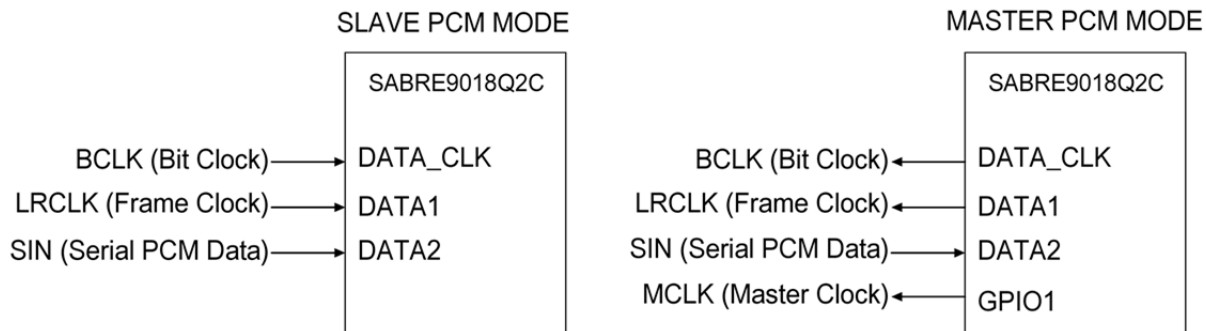 SLAVE PCM MODE
SABRE9018Q2C
BCLK (Bit Clock) DATA_CLK
LRCLK (Frame Clock) DATA1
SIN (Serial PCM Data) DATA2
MASTER PCM MODE
SABRE9018Q2C
BCLK (Bit Clock) DATA_CLK
LRCLK (Frame Clock) DATA1
SIN (Serial PCM Data) DATA2
MCLK (Master Clock) GPIO1